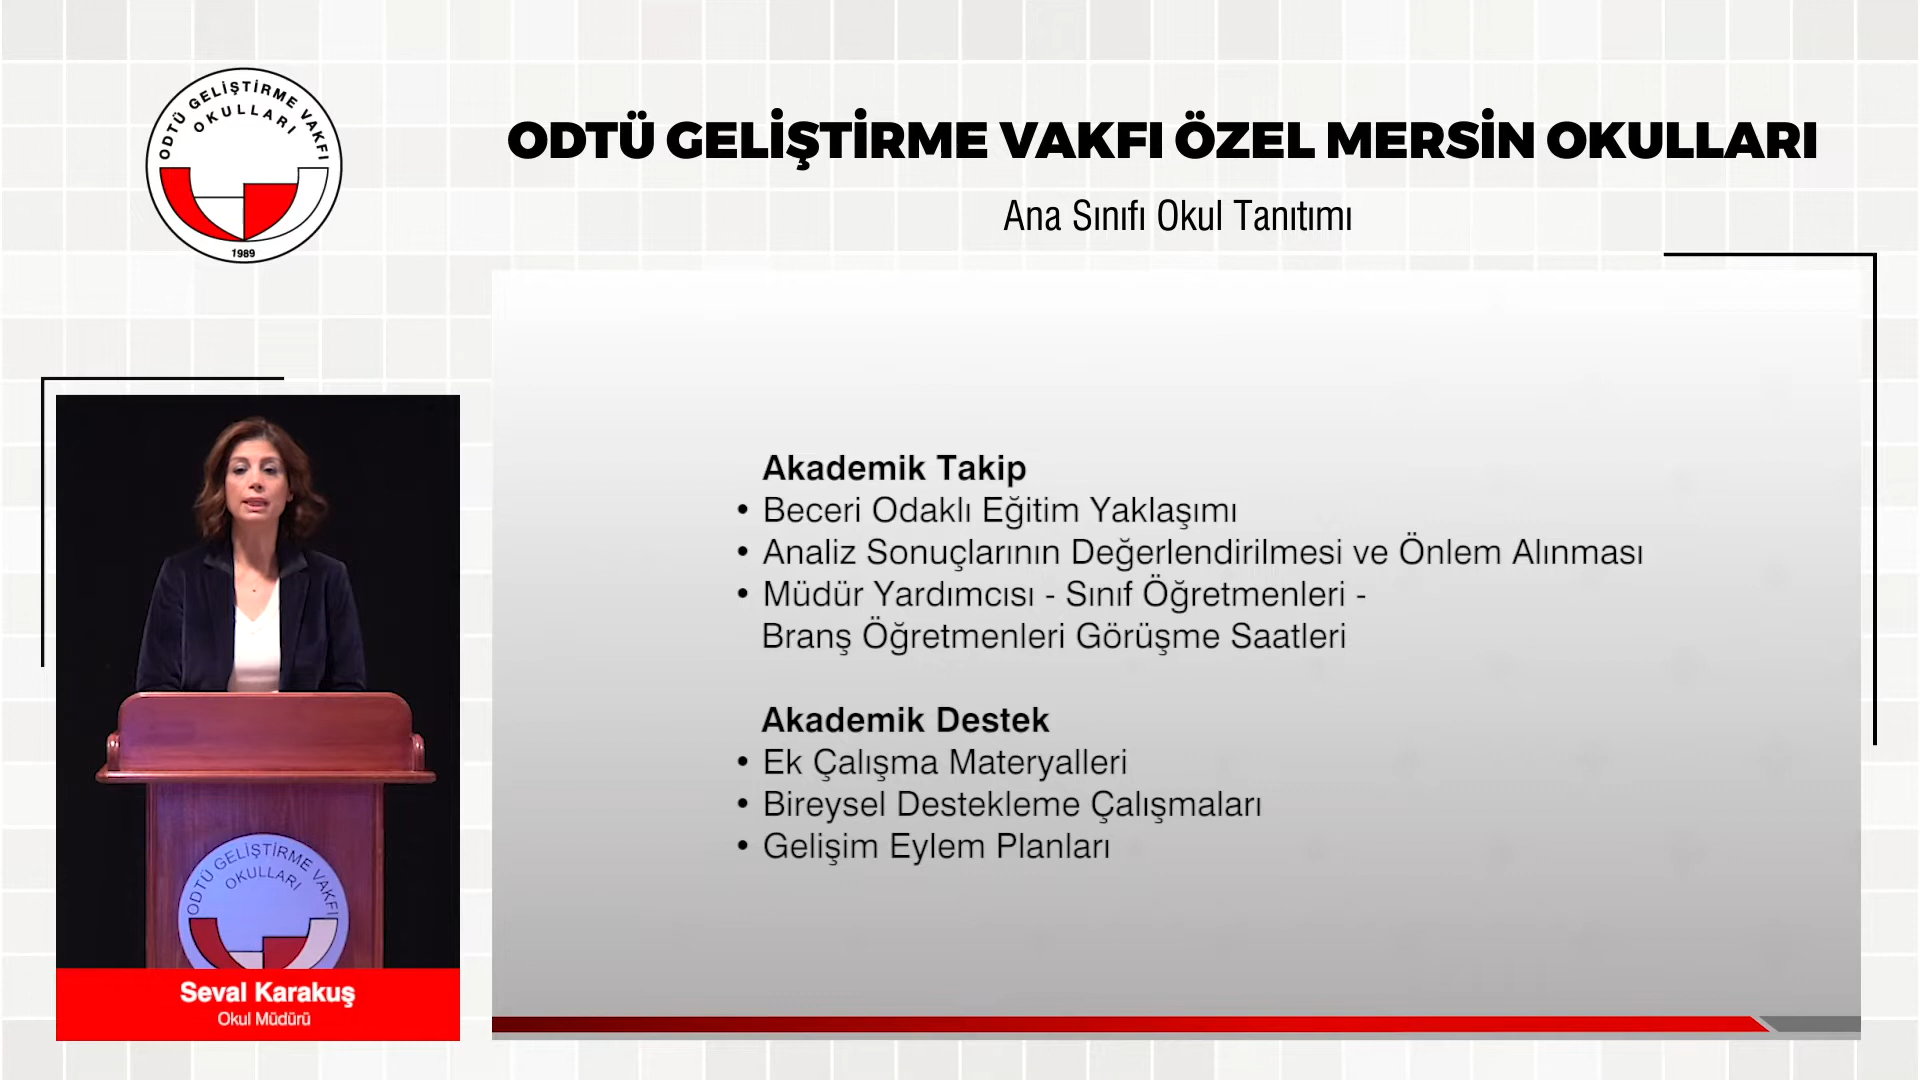 ODTÜ GELİŞTİRME VAKFI
OKULLARI
1989
ODTÜ GELİŞTİRME VAKFI ÖZEL MERSİN OKULLARI
Ana Sınıfı Okul Tanıtımı
Akademik Takip
• Beceri Odaklı Eğitim Yaklaşımı
• Analiz Sonuçlarının Değerlendirilmesi ve Önlem Alınması
• Müdür Yardımcısı - Sınıf Öğretmenleri -
Branş Öğretmenleri Görüşme Saatleri
Akademik Destek
• Ek Çalışma Materyalleri
• Bireysel Destekleme Çalışmaları
• Gelişim Eylem Planları
ODTÜ GELİŞTİRME VAKFI
OKULLARI
Seval Karakuş
Okul Müdürü